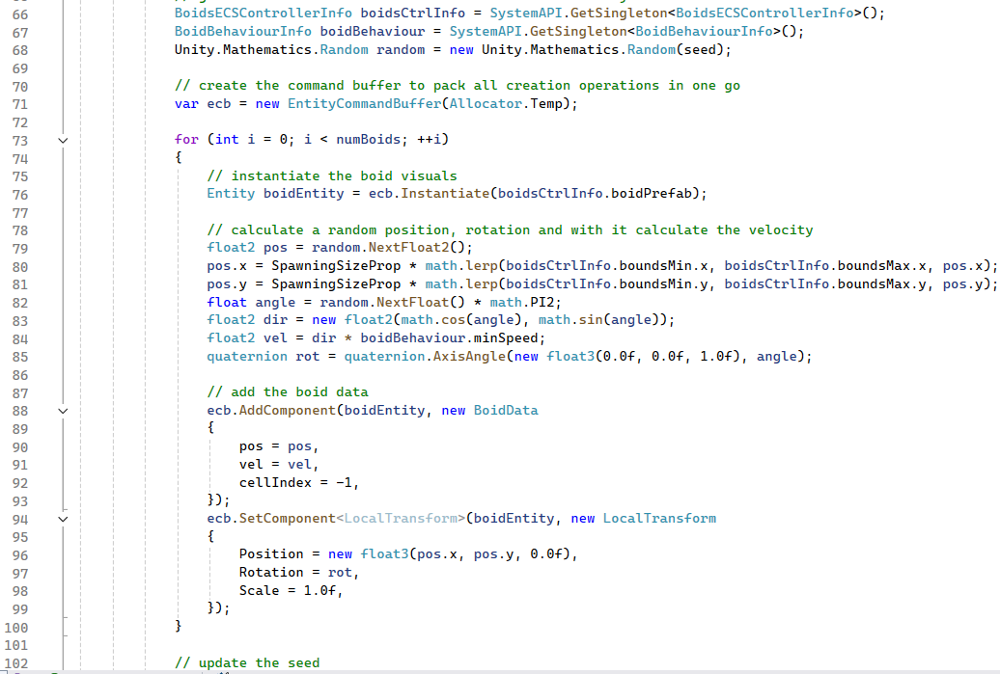 66 BoidsECSControllerInfo boidsCtrlInfo = SystemAPI.GetSingleton<BoidsECSControllerInfo>();
67 BoidBehaviourInfo boidBehaviour = SystemAPI.GetSingleton<BoidBehaviourInfo>();
68 Unity.Mathematics.Random random = new Unity.Mathematics.Random(seed);
69
70 // create the command buffer to pack all creation operations in one go
71 var ecb = new EntityCommandBuffer(Allocator.Temp);
72
73 for (int i = 0; i < numBoids; ++i)
74 {
75 // instantiate the boid visuals
76 Entity boidEntity = ecb.Instantiate(boidsCtrlInfo.boidPrefab);
77
78 // calculate a random position, rotation and with it calculate the velocity
79 float2 pos = random.NextFloat2();
80 pos.x = SpawningSizeProp * math.lerp(boidsCtrlInfo.boundsMin.x, boidsCtrlInfo.boundsMax.x, pos.x);
81 pos.y = SpawningSizeProp * math.lerp(boidsCtrlInfo.boundsMin.y, boidsCtrlInfo.boundsMax.y, pos.y);
82 float angle = random.NextFloat() * math.PI2;
83 float2 dir = new float2(math.cos(angle), math.sin(angle));
84 float2 vel = dir * boidBehaviour.minSpeed;
85 quaternion rot = quaternion.AxisAngle(new float3(0.0f, 0.0f, 1.0f), angle);
86
87 // add the boid data
88 ecb.AddComponent(boidEntity, new BoidData
89 {
90 pos = pos,
91 vel = vel,
92 cellIndex = -1,
93 });
94 ecb.SetComponent<LocalTransform>(boidEntity, new LocalTransform
95 {
96 Position = new float3(pos.x, pos.y, 0.0f),
97 Rotation = rot,
98 Scale = 1.0f,
99 });
100 }
101
102 // update the seed